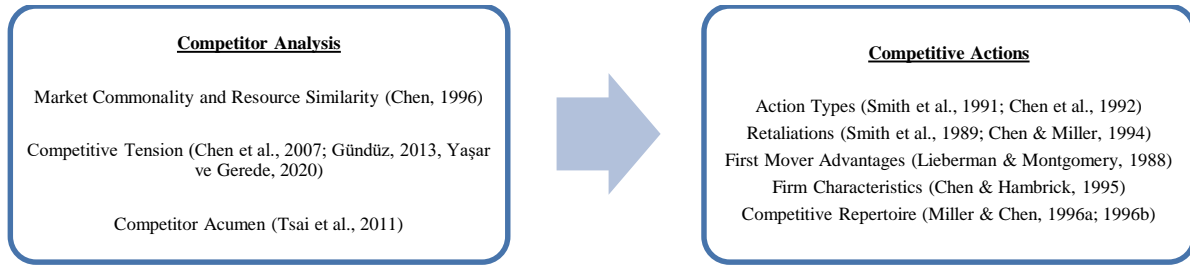 Competitor Analysis
Market Commonality and Resource Similarity (Chen, 1996)
Competitive Tension (Chen et al., 2007; Gündüz, 2013, Yaşar
ve Gerede, 2020)
Competitor Acumen (Tsai et al., 2011)
Competitive Actions
Action Types (Smith et al., 1991; Chen et al., 1992)
Retaliations (Smith et al., 1989; Chen & Miller, 1994)
First Mover Advantages (Lieberman & Montgomery, 1988)
Firm Characteristics (Chen & Hambrick, 1995)
Competitive Repertoire (Miller & Chen, 1996a; 1996b)